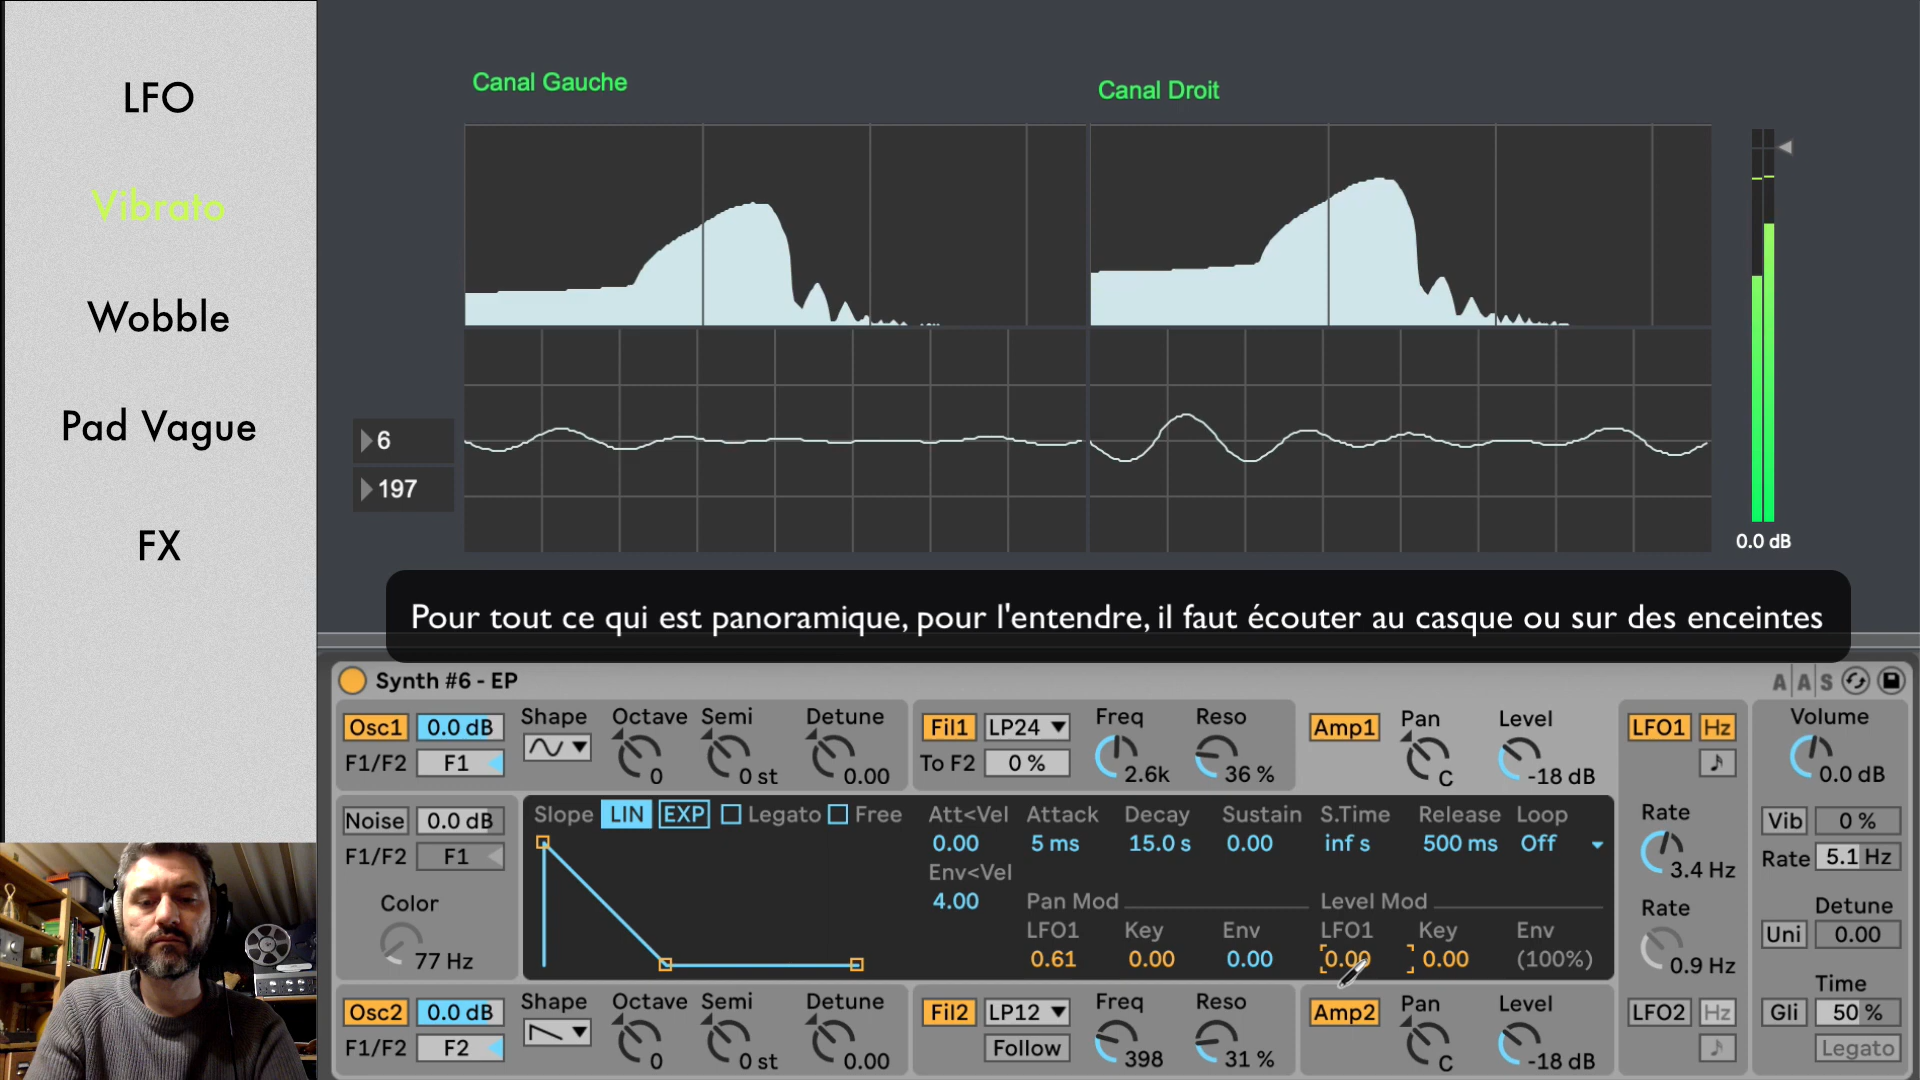 LFO
Vibrato
Wobble
Pad Vague
FX
Canal Gauche
Canal Droit
6
197
0.0 dB
Pour tout ce qui est panoramique, pour l'entendre, il faut écouter au casque ou sur des enceintes
Synth #6 - EP
A A S
Osc1 0.0 dB Shape Octave Semi Detune
F1/F2 F1 0 0 st 0.00
Fil1 LP24 Freq Reso
To F2 0 % 2.6k 36 %
Amp1 Pan Level
C -18 dB
LFO1 Hz
Rate
3.4 Hz
Rate
0.9 Hz
LFO2 Hz
Volume
0.0 dB
Vib 0 %
Rate 5.1 Hz
Detune
Uni 0.00
Time
Gli 50 %
Legato
Noise 0.0 dB
F1/F2 F1
Color
77 Hz
Slope LIN EXP Legato Free
Att<Vel Attack Decay Sustain S.Time Release Loop
0.00 5 ms 15.0 s 0.00 inf s 500 ms Off
Env<Vel
4.00 Pan Mod Level Mod
LFO1 Key Env LFO1 Key Env
0.61 0.00 0.00 0.00 0.00 (100%)
Osc2 0.0 dB Shape Octave Semi Detune
F1/F2 F2 0 0 st 0.00
Fil2 LP12 Freq Reso
Follow 398 31 %
Amp2 Pan Level
C -18 dB